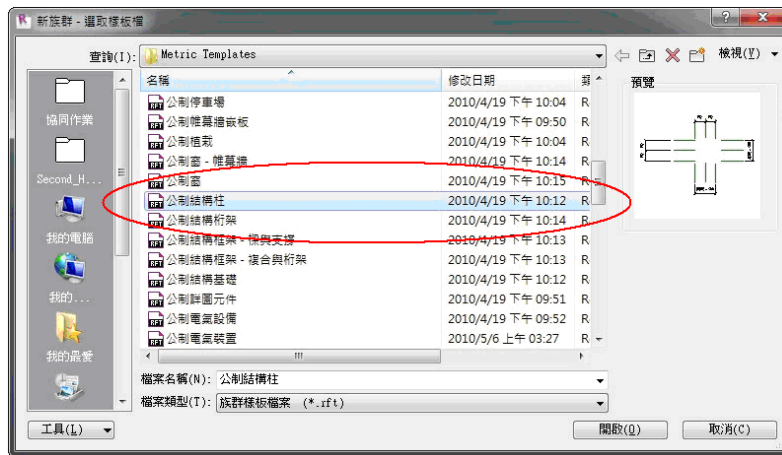 新族群 - 選取樣板檔
查詢(I): Metric Templates 檢視(V)
名稱 修改日期 類
公制停車場 2010/4/19 下午 10:04 R
公制帷幕牆嵌板 2010/4/19 下午 09:50 R
公制植栽 2010/4/19 下午 10:04 R
公制窗 - 帷幕牆 2010/4/19 下午 10:14 R
公制窗 2010/4/19 下午 10:15 R
公制結構柱 2010/4/19 下午 10:12 R
公制結構桁架 2010/4/19 下午 10:14 R
公制結構框架 - 樑與支撐 2010/4/19 下午 10:13 R
公制結構框架 - 複合與桁架 2010/4/19 下午 10:13 R
公制結構基礎 2010/4/19 下午 10:12 R
公制詳圖元件 2010/4/19 下午 09:51 R
公制電氣設備 2010/4/19 下午 09:52 R
公制電氣裝置 2010/5/6 上午 03:27 R
協同作業
Second_H...
我的電腦
我的...
我的最愛
預覽
檔案名稱(N): 公制結構柱
檔案類型(T): 族群樣板檔案 (*.rft)
工具(L) 開啟(O) 取消(C)